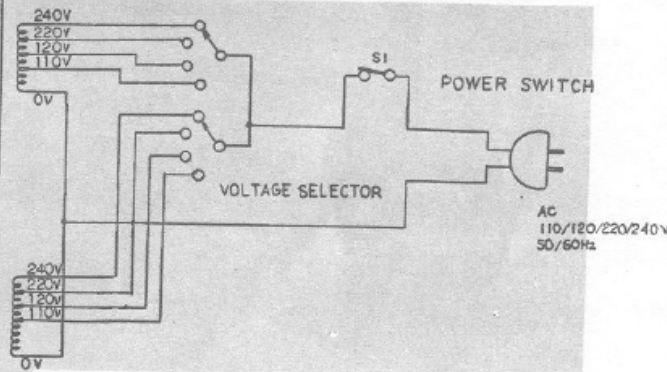 240V
220V
120V
110V
0V
S1
POWER SWITCH
VOLTAGE SELECTOR
AC
110/120/220/240V
50/60Hz
240V
220V
120V
110V
0V